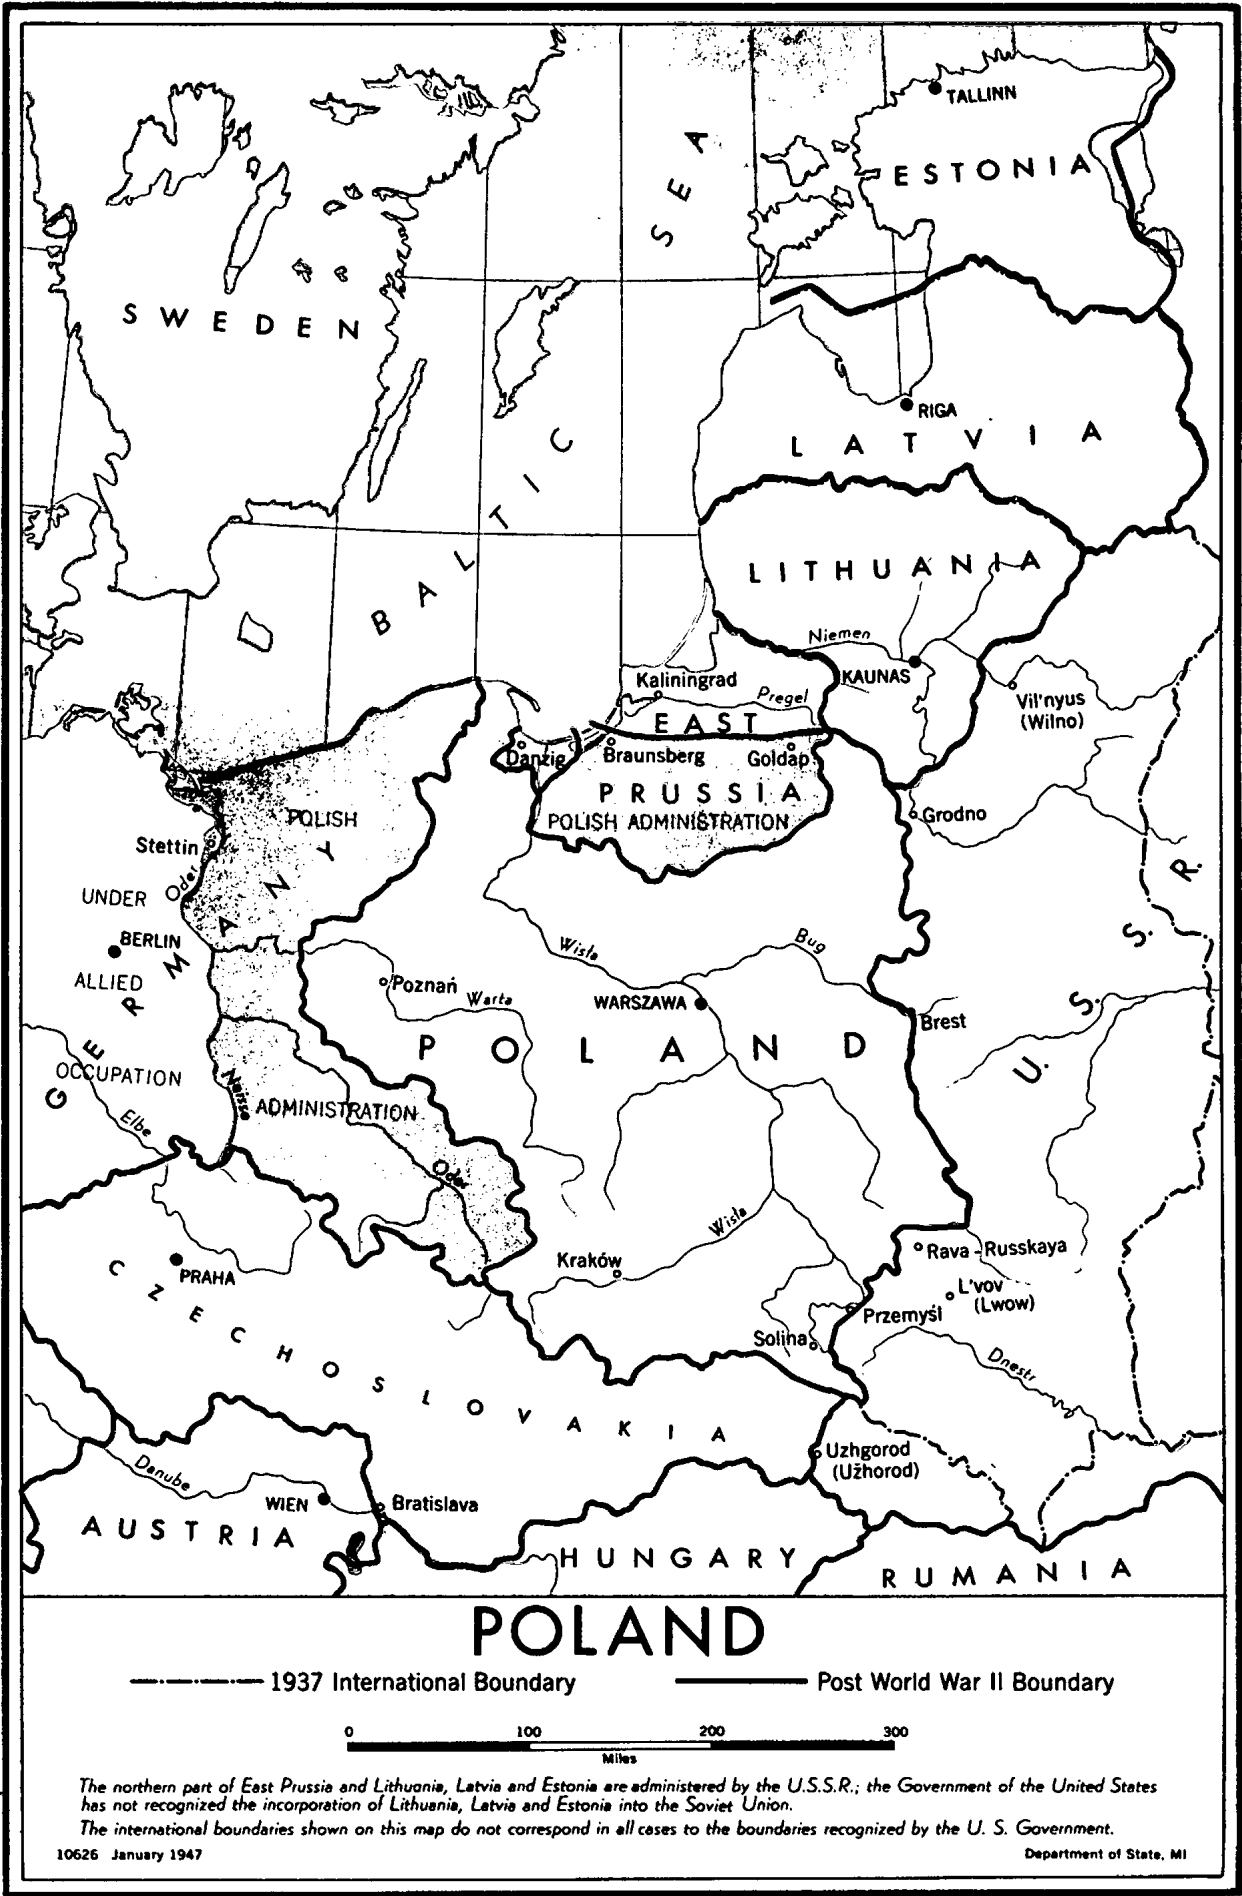 TALLINN
ESTONIA
SEA
SWEDEN
RIGA
LATVIA
BALTIC
LITHUANIA
Niemen
KAUNAS
Kaliningrad
Pregel
Vil'nyus
(Wilno)
EAST
Danzig
Braunsberg
Goldap
PRUSSIA
POLISH ADMINISTRATION
Grodno
POLISH
Stettin
Oder
UNDER
BERLIN
ALLIED
OCCUPATION
GERMANY
Elbe
Neisse
ADMINISTRATION
Oder
Wisła
Bug
Poznań
Warta
WARSZAWA
POLAND
Brest
U. S. S. R.
Wisła
Kraków
Rava-Russkaya
L'vov
(Lwow)
Przemyśl
Solina
Dnestr
PRAHA
CZECHOSLOVAKIA
Uzhgorod
(Užhorod)
Danube
WIEN
Bratislava
AUSTRIA
HUNGARY
RUMANIA
POLAND
1937 International Boundary
Post World War II Boundary
0 100 200 300
Miles
The northern part of East Prussia and Lithuania, Latvia and Estonia are administered by the U.S.S.R.; the Government of the United States
has not recognized the incorporation of Lithuania, Latvia and Estonia into the Soviet Union.
The international boundaries shown on this map do not correspond in all cases to the boundaries recognized by the U. S. Government.
10626 January 1947
Department of State, MI